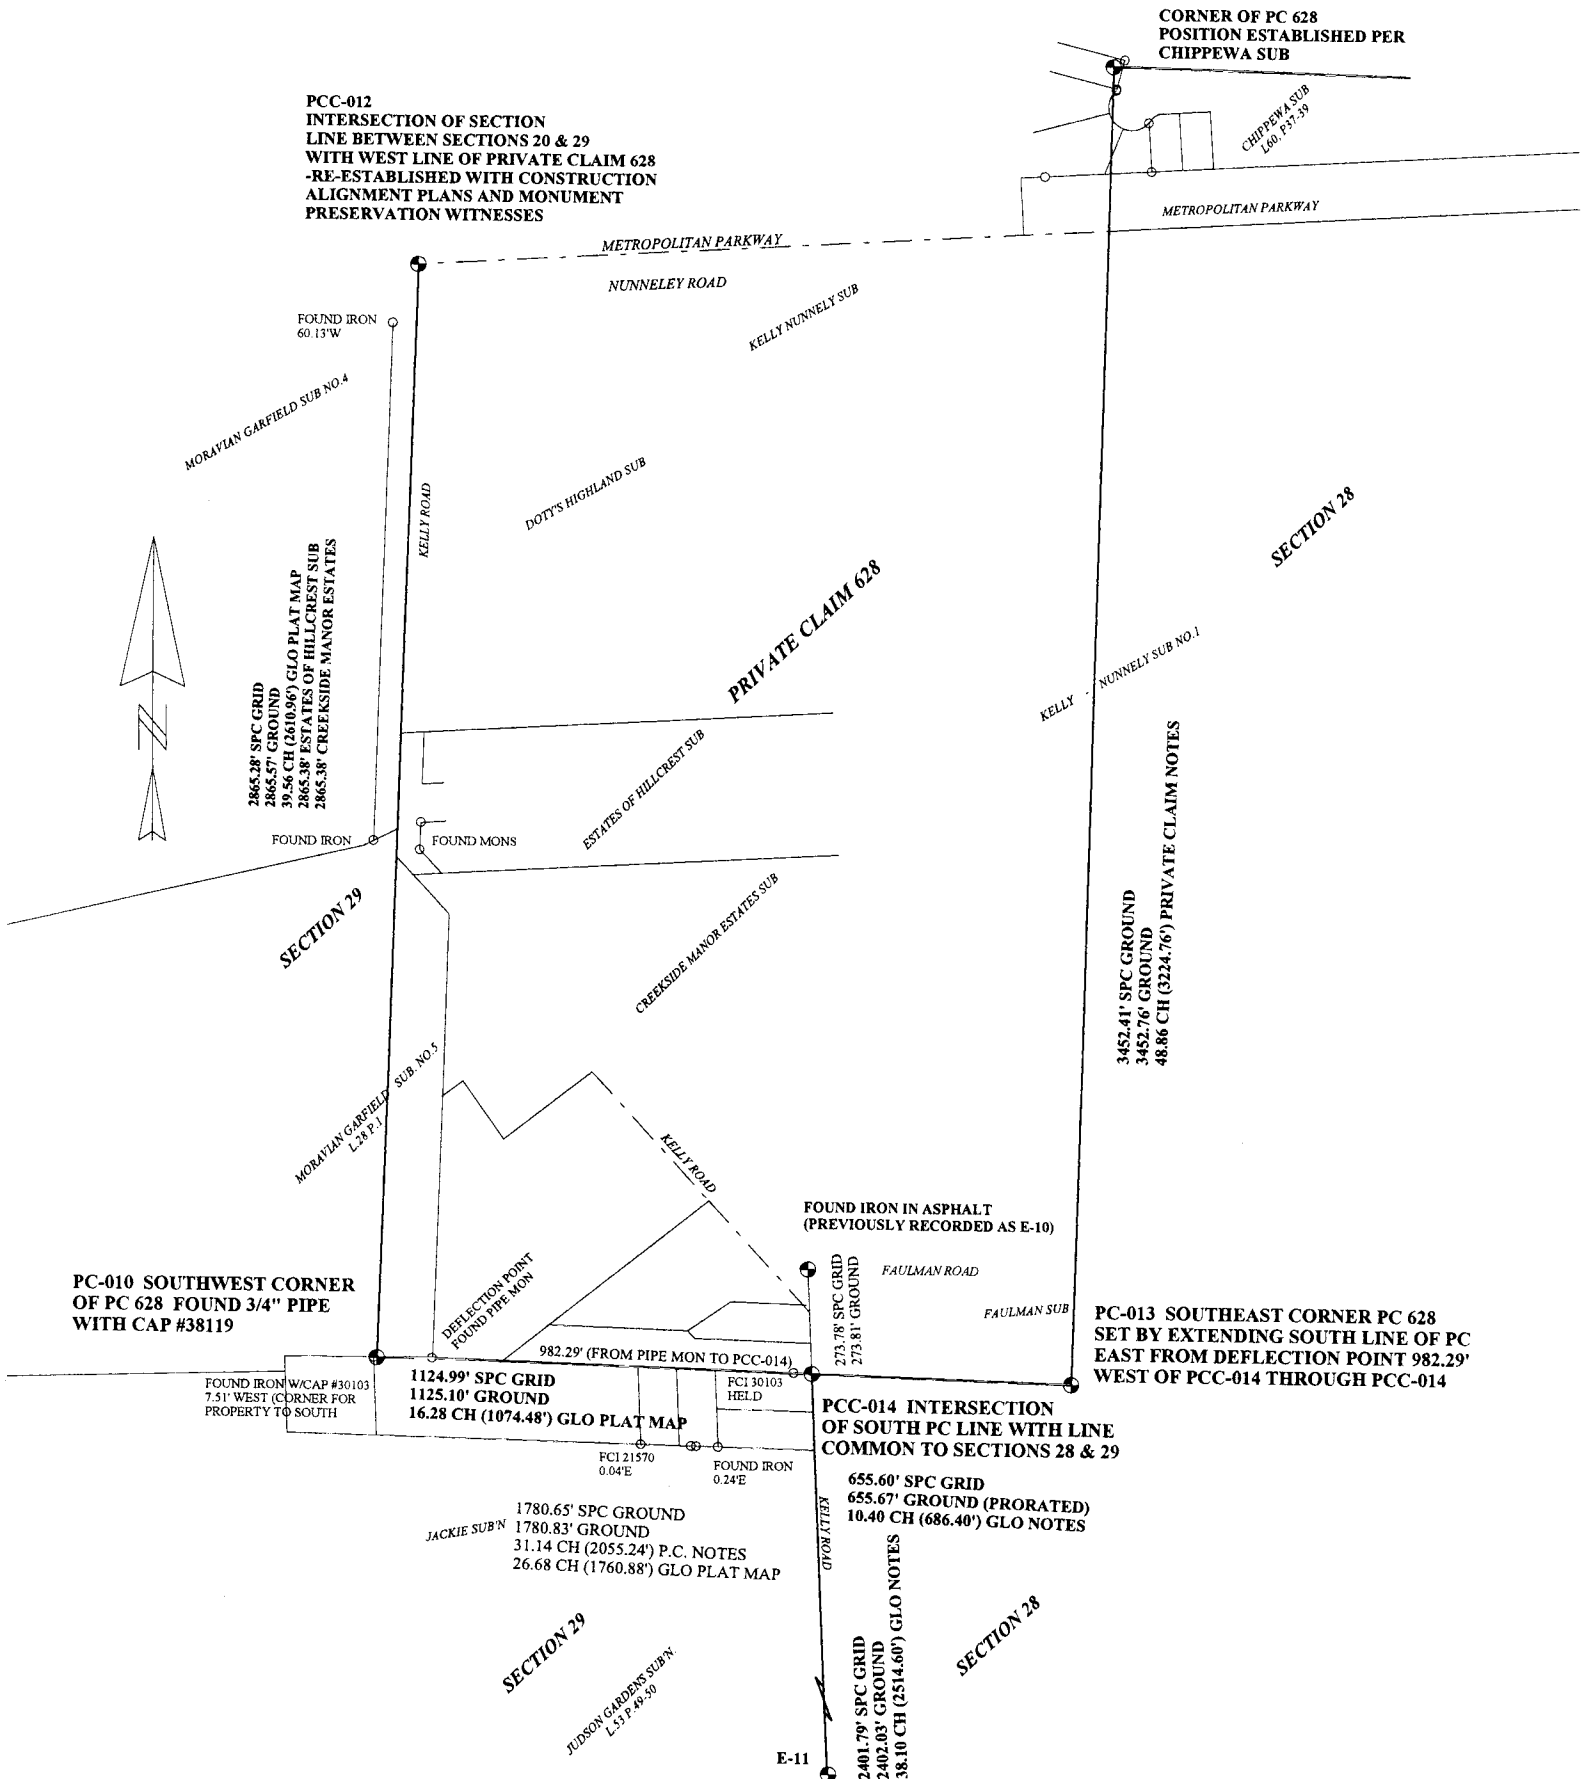 CORNER OF PC 628
POSITION ESTABLISHED PER
CHIPPEWA SUB
PCC-012
INTERSECTION OF SECTION
LINE BETWEEN SECTIONS 20 & 29
WITH WEST LINE OF PRIVATE CLAIM 628
-RE-ESTABLISHED WITH CONSTRUCTION
ALIGNMENT PLANS AND MONUMENT
PRESERVATION WITNESSES
CHIPPEWA SUB
L60, P37-39
METROPOLITAN PARKWAY
METROPOLITAN PARKWAY
NUNNELEY ROAD
KELLY NUNNELY SUB
FOUND IRON
60.13'W
MORAVIAN GARFIELD SUB NO.4
KELLY ROAD
DOTY'S HIGHLAND SUB
SECTION 28
PRIVATE CLAIM 628
2865.28' SPC GRID
2865.57' GROUND
39.56 CH (2610.96') GLO PLAT MAP
2865.38' ESTATES OF HILLCREST SUB
2865.38' CREEKSIDE MANOR ESTATES
KELLY - NUNNELY SUB NO.1
ESTATES OF HILLCREST SUB
FOUND IRON
FOUND MONS
SECTION 29
CREEKSIDE MANOR ESTATES SUB
3452.41' SPC GROUND
3452.76' GROUND
48.86 CH (3224.76') PRIVATE CLAIM NOTES
MORAVIAN GARFIELD SUB. NO.5
L.28 P.1
KELLY ROAD
FOUND IRON IN ASPHALT
(PREVIOUSLY RECORDED AS E-10)
273.78' SPC GRID
273.81' GROUND
FAULMAN ROAD
FAULMAN SUB
PC-010 SOUTHWEST CORNER
OF PC 628 FOUND 3/4" PIPE
WITH CAP #38119
DEFLECTION POINT
FOUND PIPE MON
PC-013 SOUTHEAST CORNER PC 628
SET BY EXTENDING SOUTH LINE OF PC
EAST FROM DEFLECTION POINT 982.29'
WEST OF PCC-014 THROUGH PCC-014
982.29' (FROM PIPE MON TO PCC-014)
FOUND IRON W/CAP #30103
7.51' WEST (CORNER FOR
PROPERTY TO SOUTH
1124.99' SPC GRID
1125.10' GROUND
16.28 CH (1074.48') GLO PLAT MAP
FCI 30103
HELD
PCC-014 INTERSECTION
OF SOUTH PC LINE WITH LINE
COMMON TO SECTIONS 28 & 29
FCI 21570
0.04'E
FOUND IRON
0.24'E
655.60' SPC GRID
655.67' GROUND (PRORATED)
10.40 CH (686.40') GLO NOTES
JACKIE SUB'N
1780.65' SPC GROUND
1780.83' GROUND
31.14 CH (2055.24') P.C. NOTES
26.68 CH (1760.88') GLO PLAT MAP
KELLY ROAD
SECTION 29
SECTION 28
JUDSON GARDENS SUB'N.
L.53 P.49-50
2401.79' SPC GRID
2402.03' GROUND
38.10 CH (2514.60') GLO NOTES
E-11
N